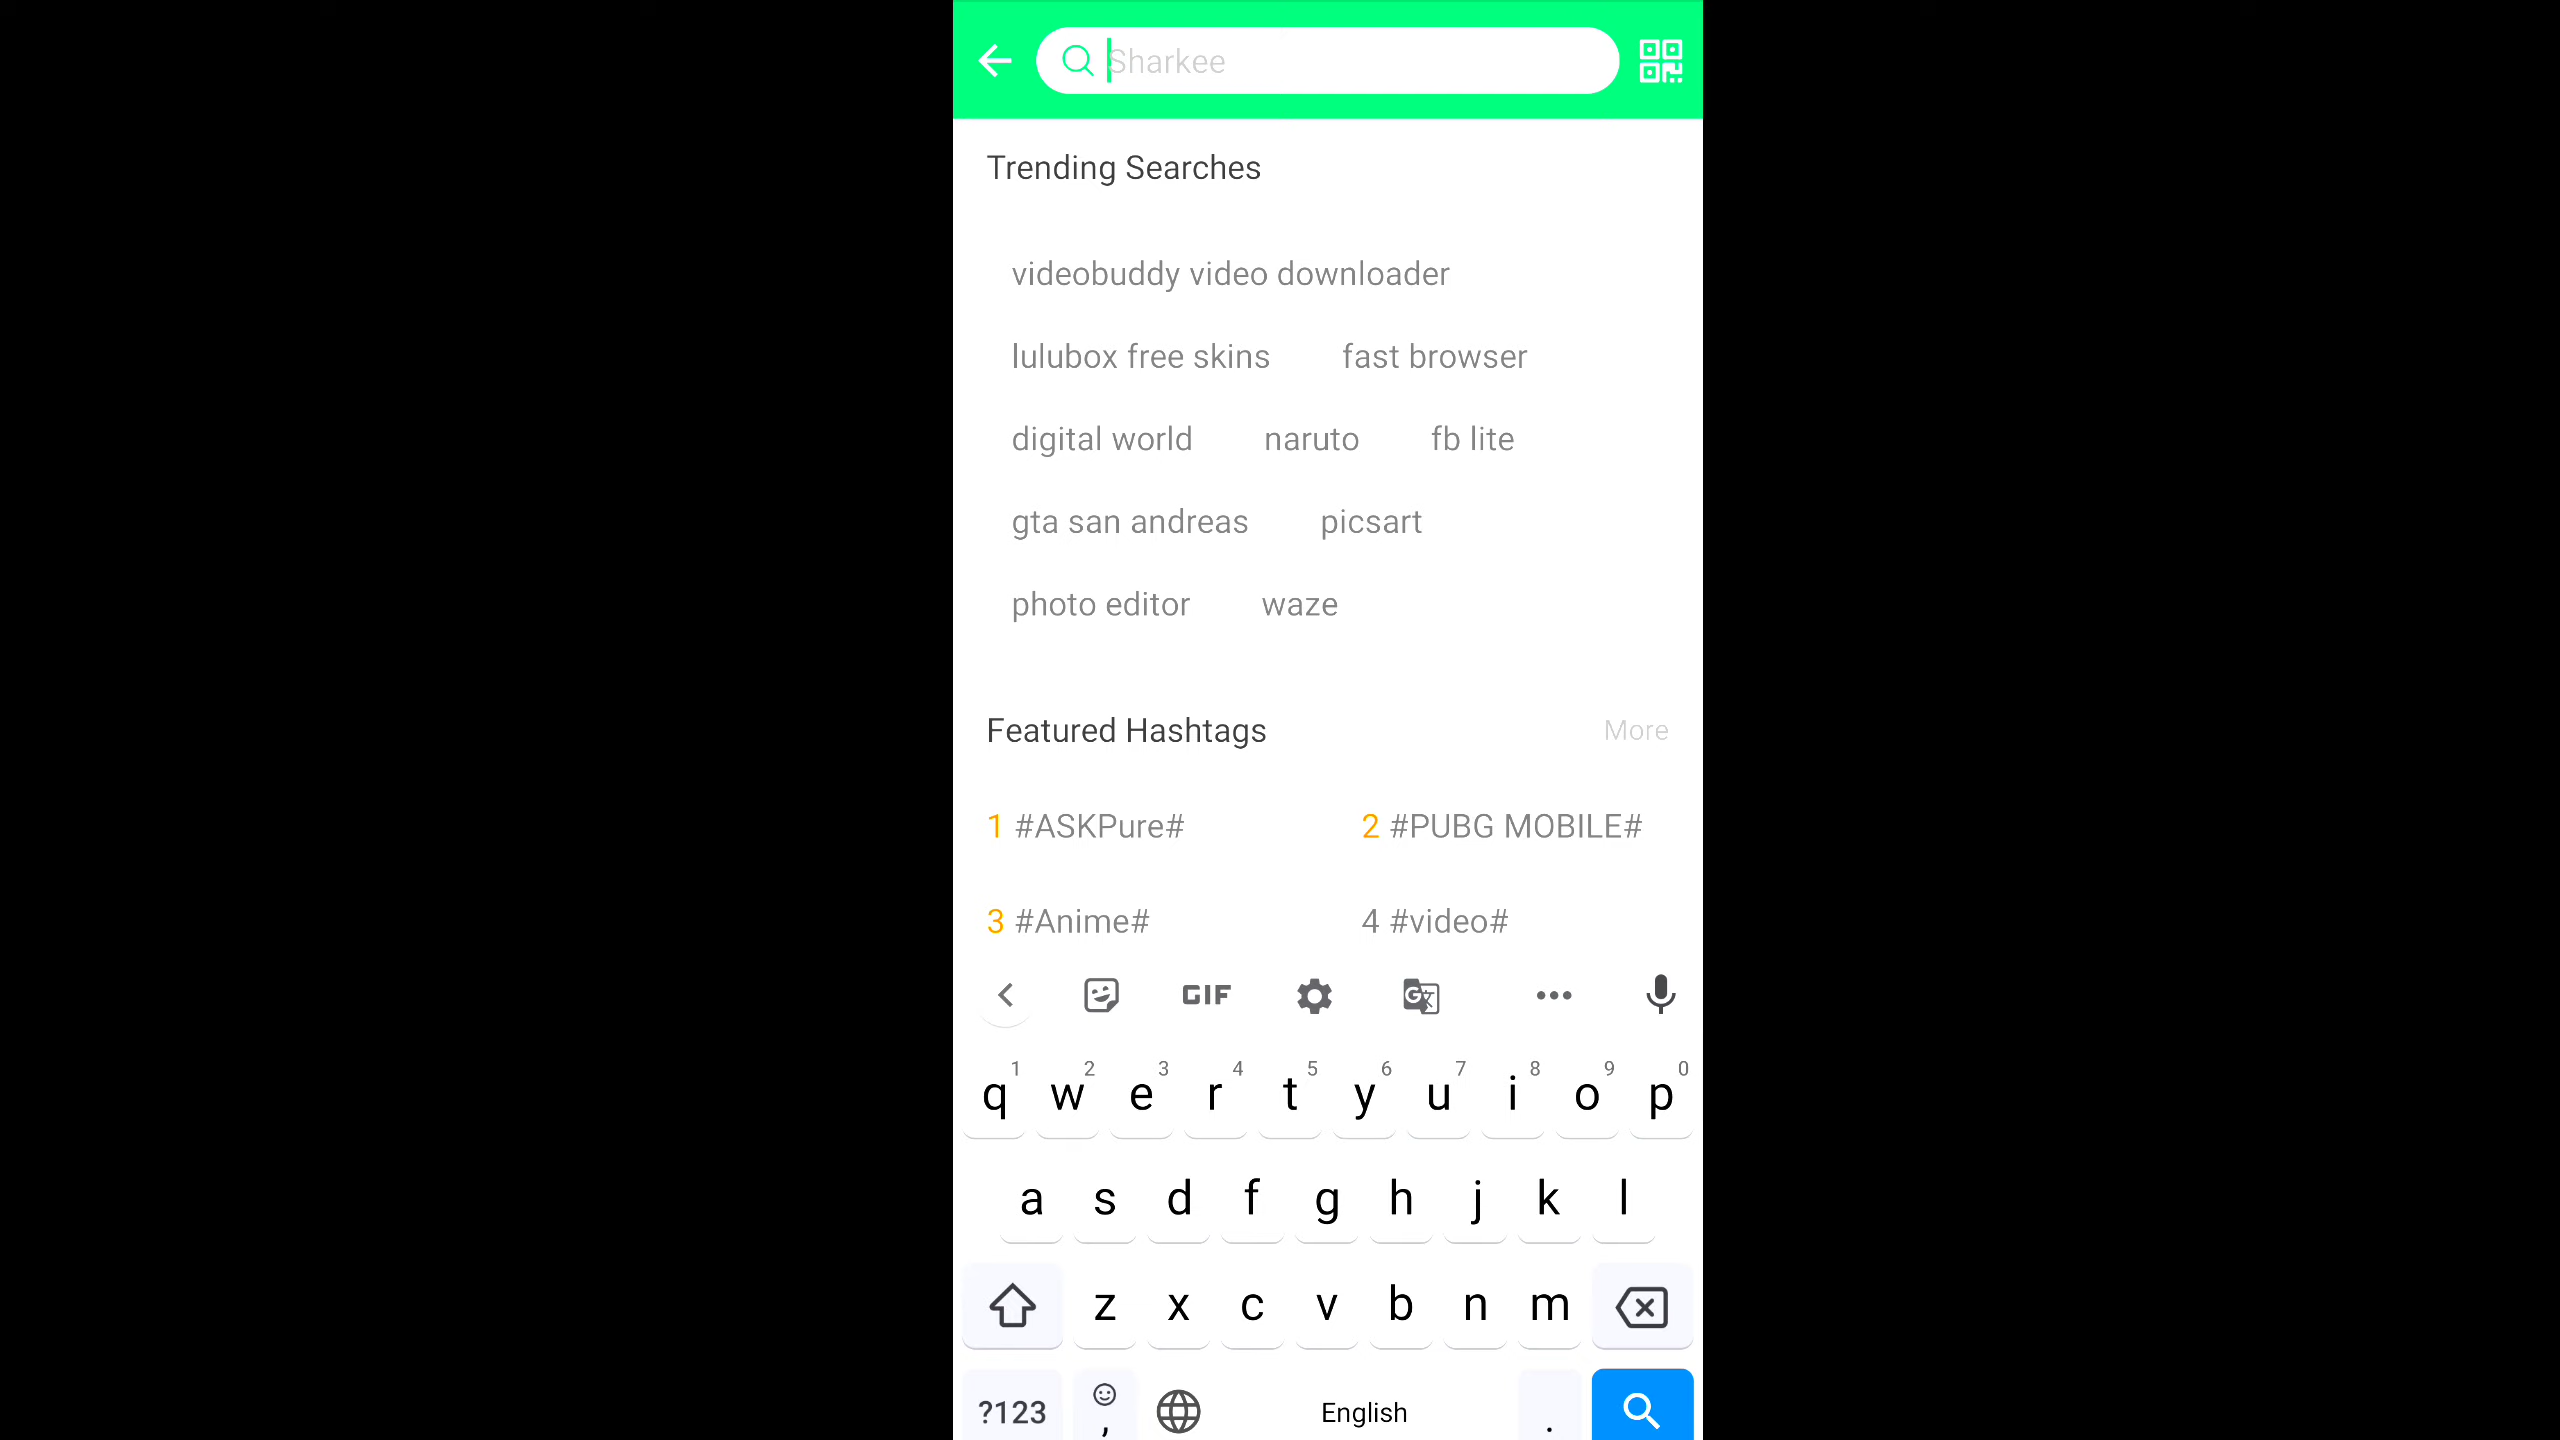 Sharkee
Trending Searches
videobuddy video downloader
lulubox free skins fast browser
digital world naruto fb lite
gta san andreas picsart
photo editor waze
Featured Hashtags More
1 #ASKPure# 2 #PUBG MOBILE#
3 #Anime# 4 #video#
GIF G
1 2 3 4 5 6 7 8 9 0
q w e r t y u i o p
a s d f g h j k l
z x c v b n m
?123 , English .